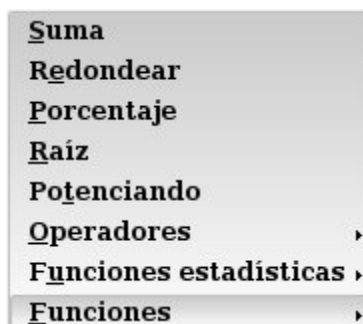 Suma
Redondear
Porcentaje
Raíz
Potenciando
Operadores
Funciones estadísticas
Funciones